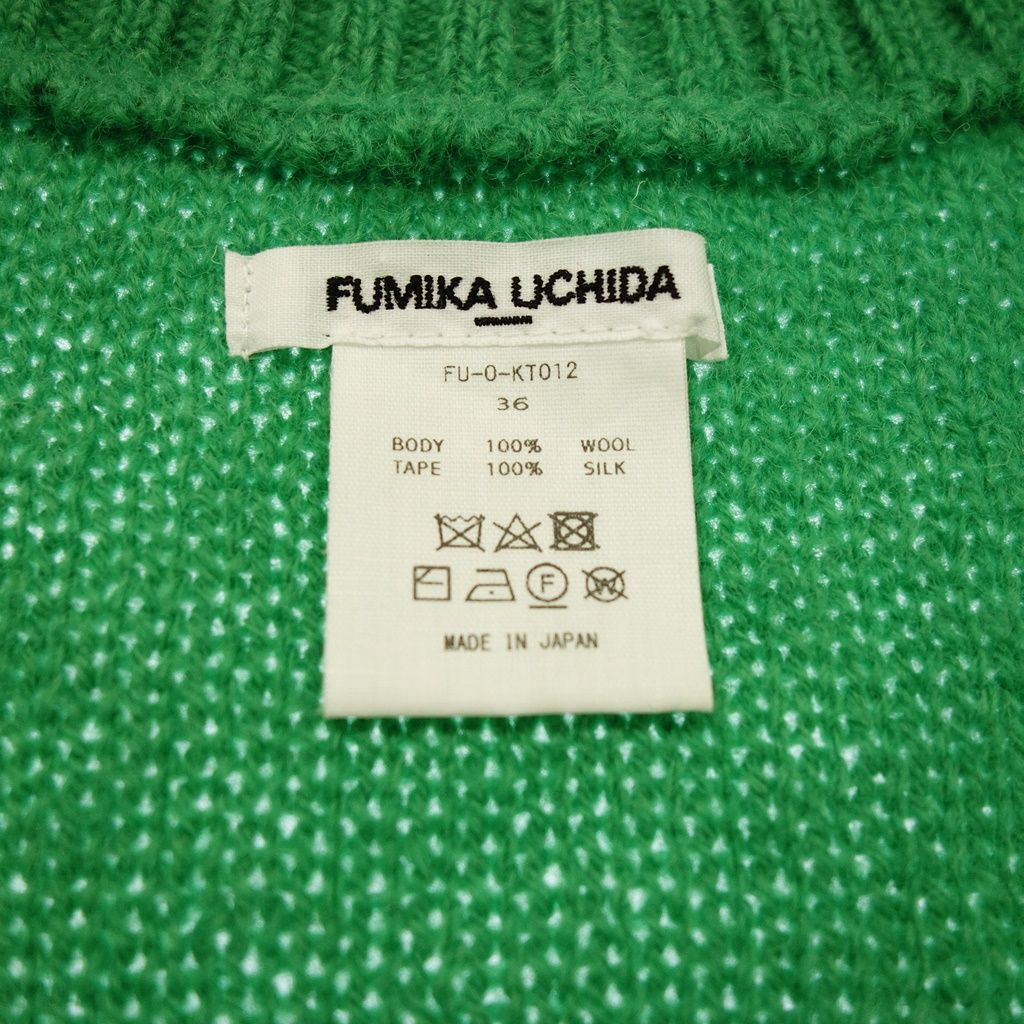 FUMIKA UCHIDA
FU-O-KT012
36
BODY 100% WOOL
TAPE 100% SILK
F W
MADE IN JAPAN